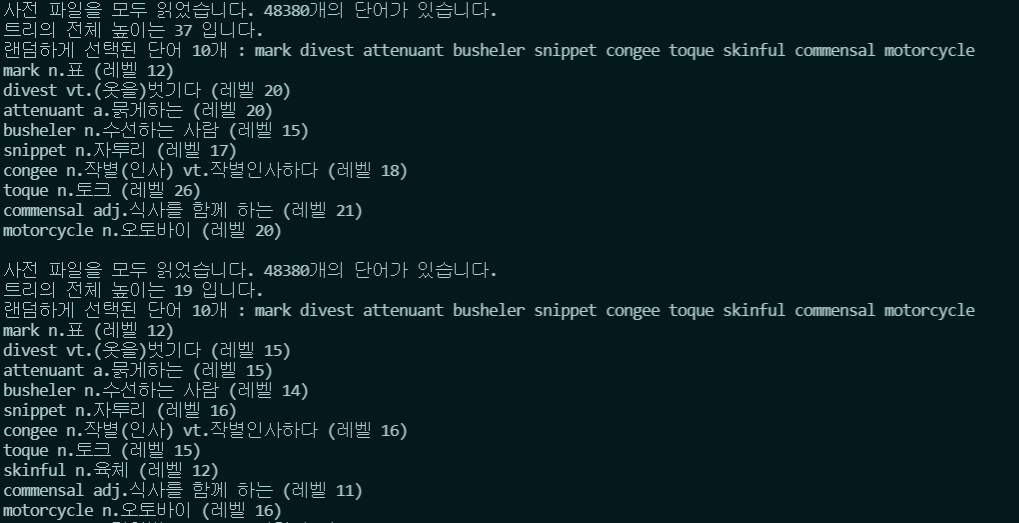 사전 파일을 모두 읽었습니다. 48380개의 단어가 있습니다.
트리의 전체 높이는 37 입니다.
랜덤하게 선택된 단어 10개 : mark divest attenuant busheler snippet congee toque skinful commensal motorcycle
mark n.표 (레벨 12)
divest vt.(옷을)벗기다 (레벨 20)
attenuant a.묽게하는 (레벨 20)
busheler n.수선하는 사람 (레벨 15)
snippet n.자투리 (레벨 17)
congee n.작별(인사) vt.작별인사하다 (레벨 18)
toque n.토크 (레벨 26)
commensal adj.식사를 함께 하는 (레벨 21)
motorcycle n.오토바이 (레벨 20)
사전 파일을 모두 읽었습니다. 48380개의 단어가 있습니다.
트리의 전체 높이는 19 입니다.
랜덤하게 선택된 단어 10개 : mark divest attenuant busheler snippet congee toque skinful commensal motorcycle
mark n.표 (레벨 12)
divest vt.(옷을)벗기다 (레벨 15)
attenuant a.묽게하는 (레벨 15)
busheler n.수선하는 사람 (레벨 14)
snippet n.자투리 (레벨 16)
congee n.작별(인사) vt.작별인사하다 (레벨 16)
toque n.토크 (레벨 15)
skinful n.육체 (레벨 12)
commensal adj.식사를 함께 하는 (레벨 11)
motorcycle n.오토바이 (레벨 16)